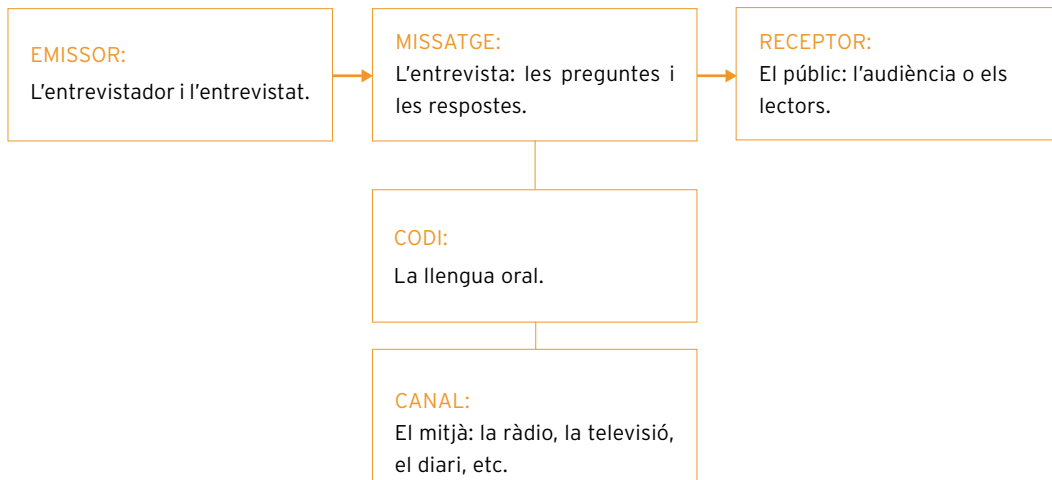 EMISSOR:
L'entrevistador i l'entrevistat.
MISSATGE:
L'entrevista: les preguntes i
les respostes.
RECEPTOR:
El públic: l'audiència o els
lectors.
CODI:
La llengua oral.
CANAL:
El mitjà: la ràdio, la televisió,
el diari, etc.